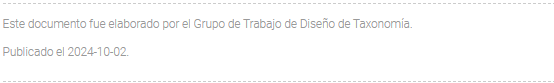 Este documento fue elaborado por el Grupo de Trabajo de Diseño de Taxonomía.
Publicado el 2024-10-02.